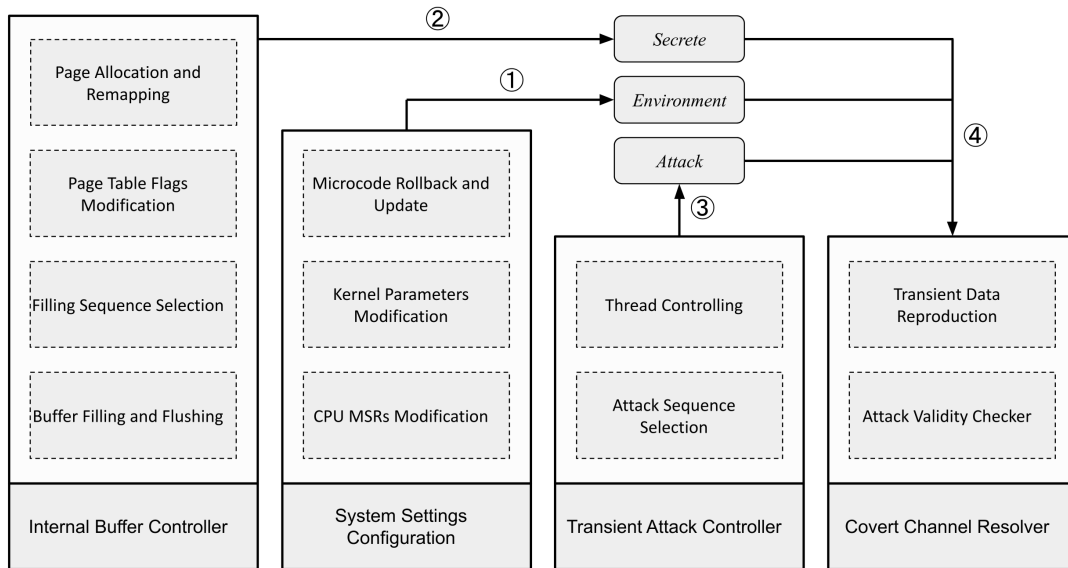 ②
Secrete
①
Environment
Attack
④
③
Page Allocation and
Remapping
Page Table Flags
Modification
Filling Sequence Selection
Buffer Filling and Flushing
Internal Buffer Controller
Microcode Rollback and
Update
Kernel Parameters
Modification
CPU MSRs Modification
System Settings
Configuration
Thread Controlling
Attack Sequence
Selection
Transient Attack Controller
Transient Data
Reproduction
Attack Validity Checker
Covert Channel Resolver